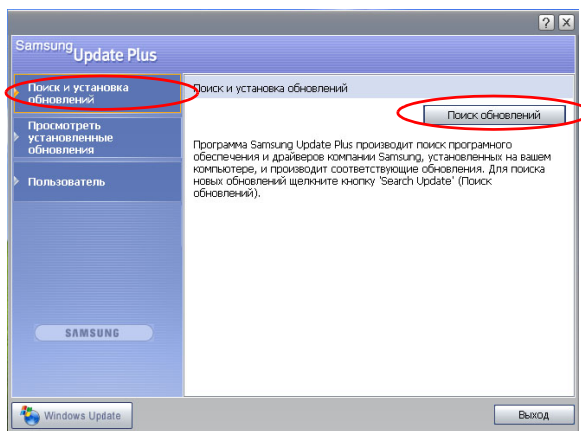 Samsung Update Plus
Поиск и установка
обновлений
Просмотреть
установленные
обновления
Пользователь
SAMSUNG
Windows Update
Поиск и установка обновлений
Поиск обновлений
Программа Samsung Update Plus производит поиск програмного
обеспечения и драйверов компании Samsung, установленных на вашем
компьютере, и производит соответствующие обновления. Для поиска
новых обновлений щелкните кнопку 'Search Update' (Поиск
обновлений).
Выход